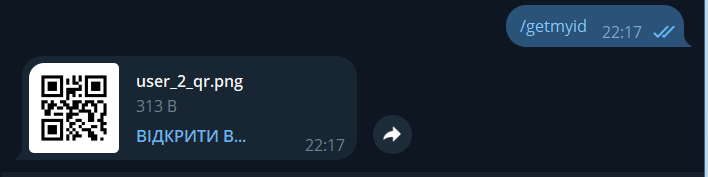 /getmyid 22:17
user_2_qr.png
313 B
ВІДКРИТИ В...
22:17